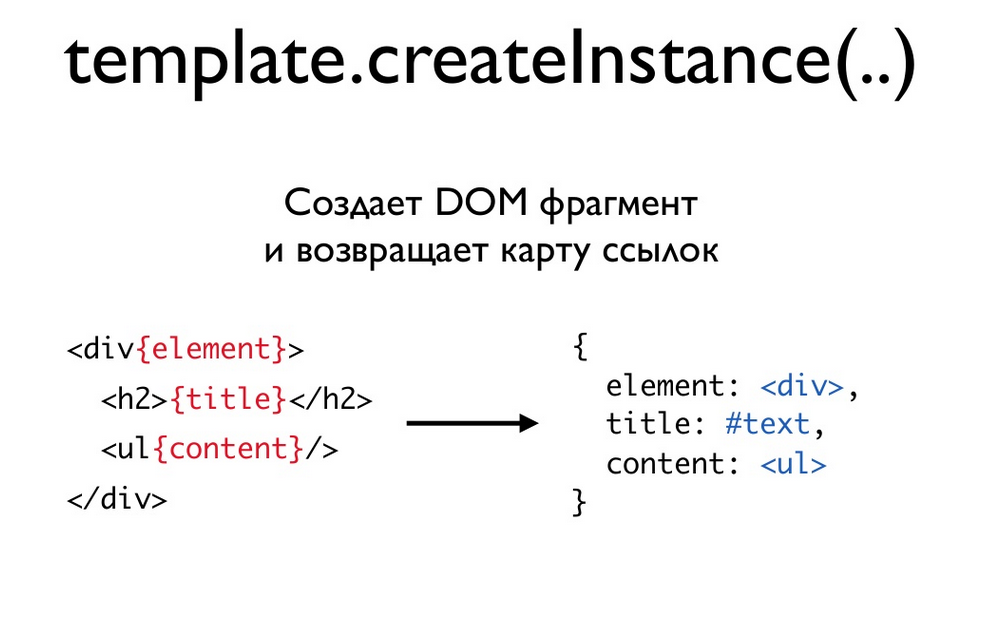 template.createInstance(..)
Создает DOM фрагмент
и возвращает карту ссылок
<div{element}>
<h2>{title}</h2>
<ul{content}/>
</div>
{
element: <div>,
title: #text,
content: <ul>
}